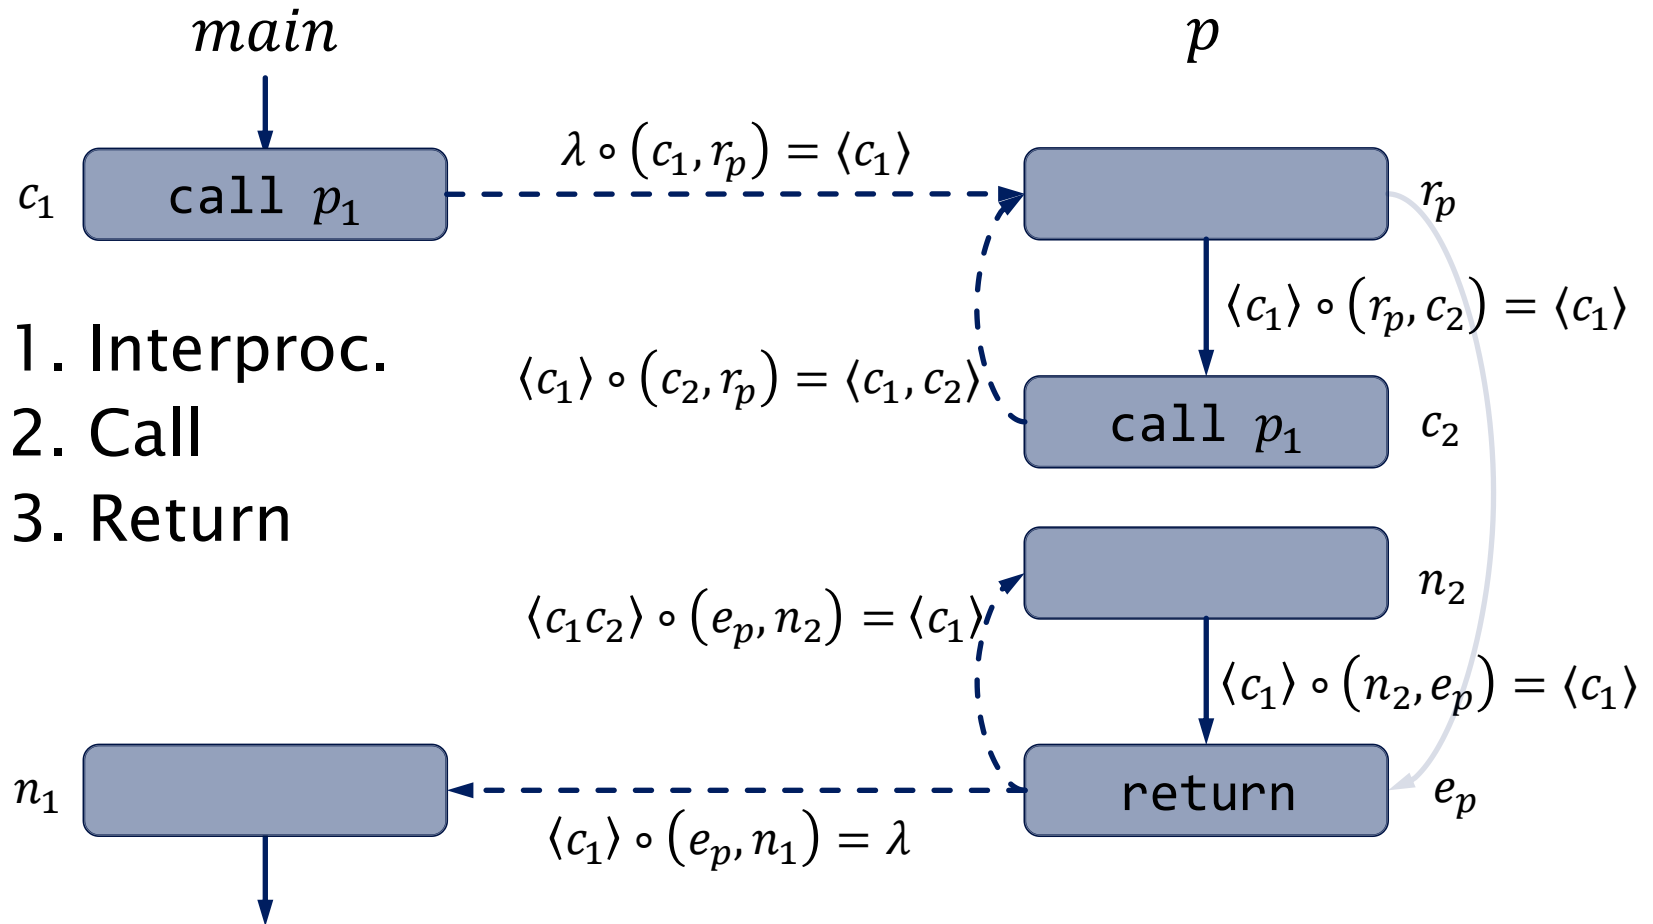 main
p
λ ∘ (c₁, rₚ) = ⟨c₁⟩
c₁
call p₁
rₚ
⟨c₁⟩ ∘ (rₚ, c₂) = ⟨c₁⟩
1. Interproc.
⟨c₁⟩ ∘ (c₂, rₚ) = ⟨c₁, c₂⟩
2. Call
call p₁
c₂
3. Return
n₂
⟨c₁c₂⟩ ∘ (eₚ, n₂) = ⟨c₁⟩
⟨c₁⟩ ∘ (n₂, eₚ) = ⟨c₁⟩
n₁
return
eₚ
⟨c₁⟩ ∘ (eₚ, n₁) = λ